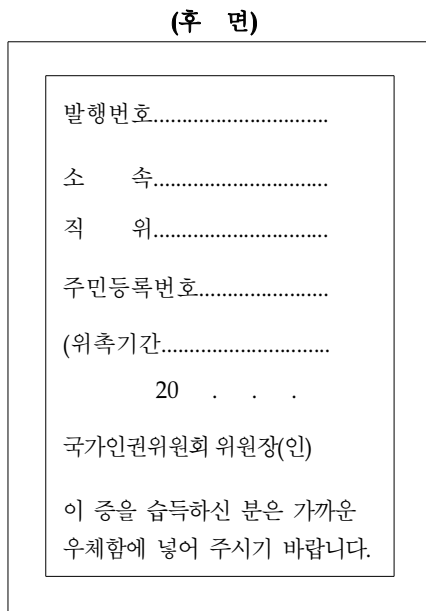 (후 면)
발행번호...............................
소 속...............................
직 위...............................
주민등록번호.......................
(위촉기간..............................
20 . . .
국가인권위원회 위원장(인)
이 증을 습득하신 분은 가까운
우체함에 넣어 주시기 바랍니다.